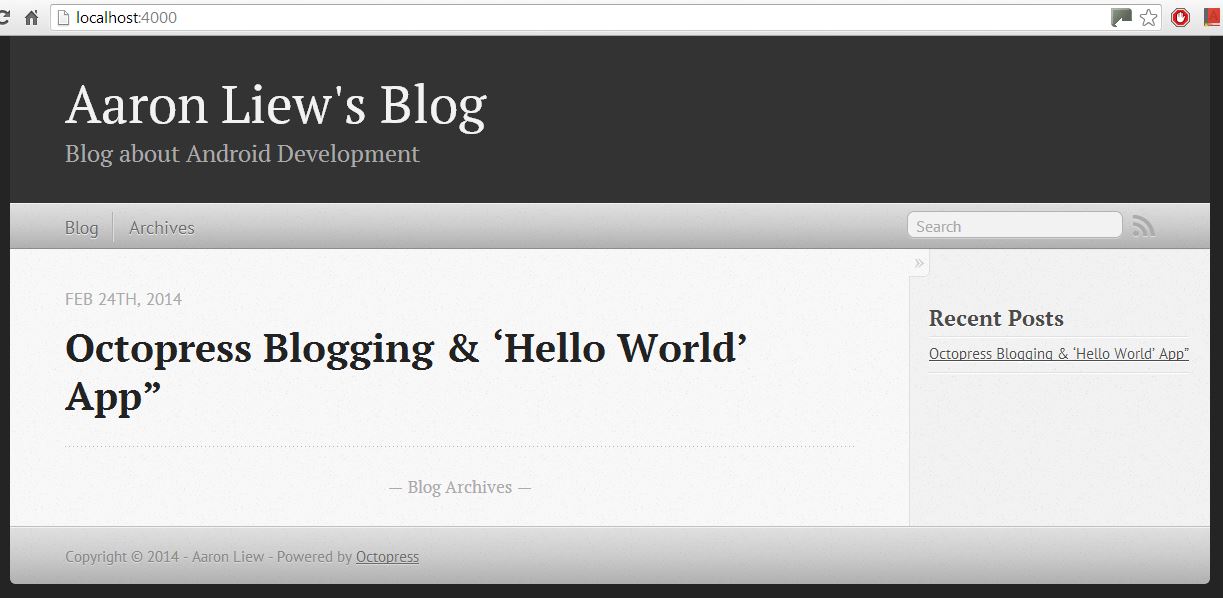 localhost:4000
Aaron Liew's Blog
Blog about Android Development
Blog
Archives
Search
FEB 24TH, 2014
Octopress Blogging & ‘Hello World’
App”
— Blog Archives —
Recent Posts
Octopress Blogging & ‘Hello World’ App”
Copyright © 2014 - Aaron Liew - Powered by Octopress